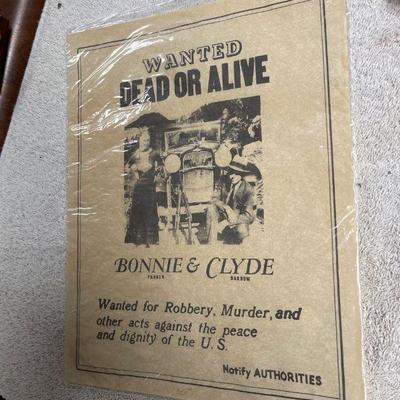 WANTED
DEAD OR ALIVE
BONNIE & CLYDE
PARKER BARROW
Wanted for Robbery, Murder, and
other acts against the peace
and dignity of the U. S.
Notify AUTHORITIES